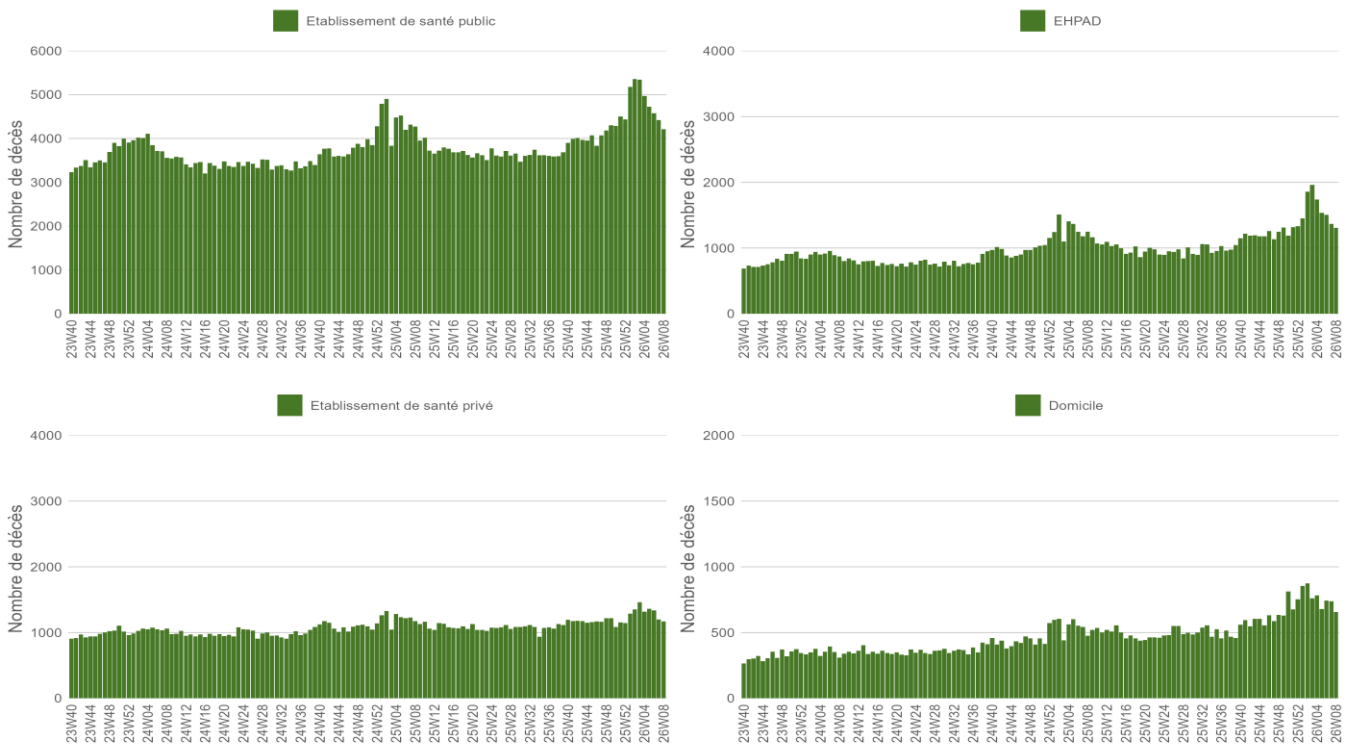 Etablissement de santé public
Nombre de décès
6000
5000
4000
3000
2000
1000
0
23W40
23W44
23W48
23W52
24W04
24W08
24W12
24W16
24W20
24W24
24W28
24W32
24W36
24W40
24W44
24W48
24W52
25W04
25W08
25W12
25W16
25W20
25W24
25W28
25W32
25W36
25W40
25W44
25W48
25W52
26W04
26W08
EHPAD
Nombre de décès
4000
3000
2000
1000
0
23W40
23W44
23W48
23W52
24W04
24W08
24W12
24W16
24W20
24W24
24W28
24W32
24W36
24W40
24W44
24W48
24W52
25W04
25W08
25W12
25W16
25W20
25W24
25W28
25W32
25W36
25W40
25W44
25W48
25W52
26W04
26W08
Etablissement de santé privé
Nombre de décès
4000
3000
2000
1000
0
23W40
23W44
23W48
23W52
24W04
24W08
24W12
24W16
24W20
24W24
24W28
24W32
24W36
24W40
24W44
24W48
24W52
25W04
25W08
25W12
25W16
25W20
25W24
25W28
25W32
25W36
25W40
25W44
25W48
25W52
26W04
26W08
Domicile
Nombre de décès
2000
1500
1000
500
0
23W40
23W44
23W48
23W52
24W04
24W08
24W12
24W16
24W20
24W24
24W28
24W32
24W36
24W40
24W44
24W48
24W52
25W04
25W08
25W12
25W16
25W20
25W24
25W28
25W32
25W36
25W40
25W44
25W48
25W52
26W04
26W08